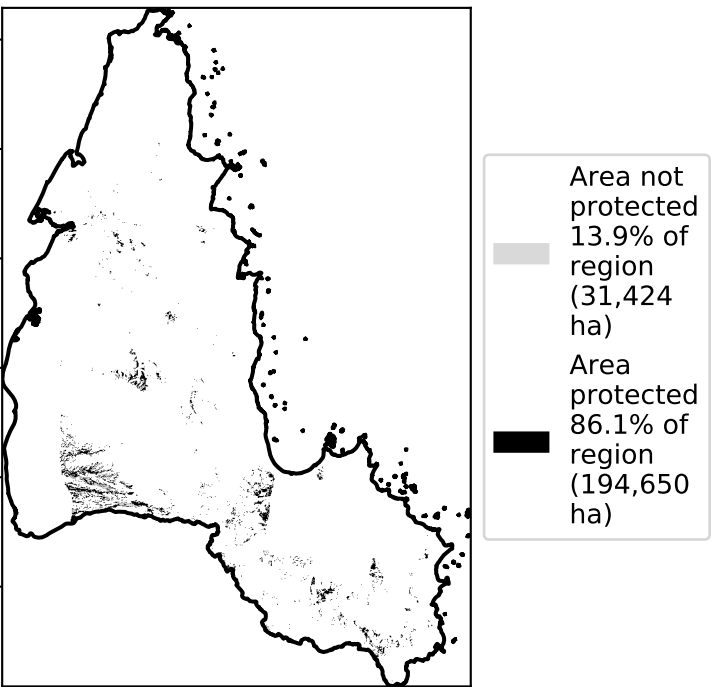 Area not
protected
13.9% of
region
(31,424
ha)
Area
protected
86.1% of
region
(194,650
ha)